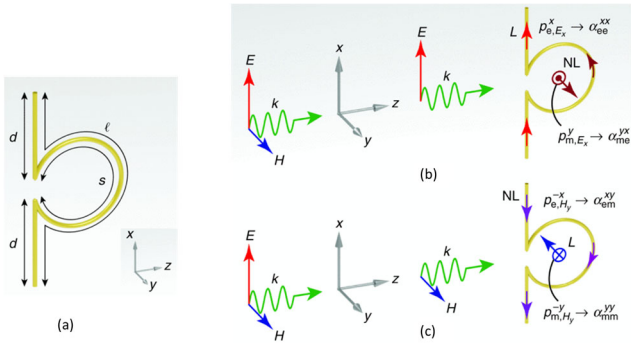 d
ℓ
s
d
x
z
y
(a)
E
k
H
x
z
y
E
k
L
p^x_{e,E_x} → α^{xx}_{ee}
NL
p^y_{m,E_x} → α^{yx}_{me}
(b)
E
k
H
x
z
y
k
H
NL
p^{-x}_{e,H_y} → α^{xy}_{em}
L
p^{-y}_{m,H_y} → α^{yy}_{mm}
(c)